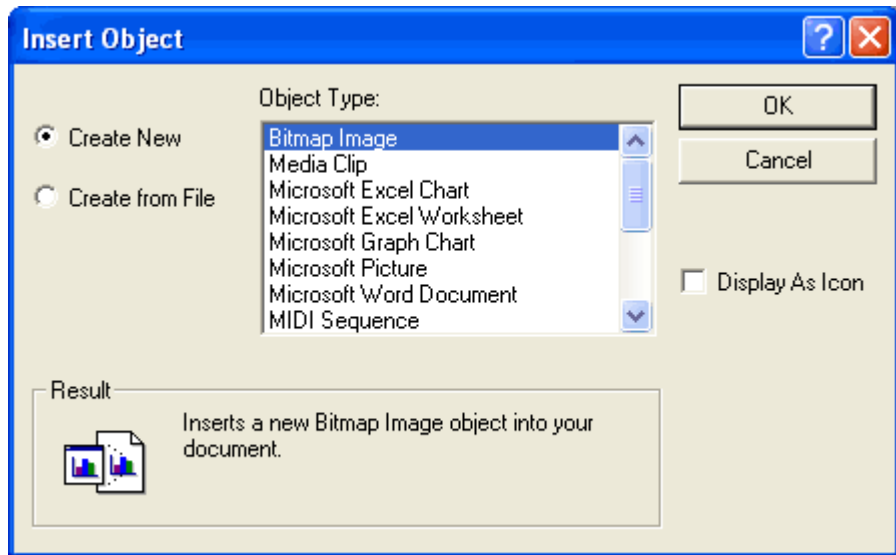 Insert Object
Object Type:
Create New
Create from File
Bitmap Image
Media Clip
Microsoft Excel Chart
Microsoft Excel Worksheet
Microsoft Graph Chart
Microsoft Picture
Microsoft Word Document
MIDI Sequence
OK
Cancel
Display As Icon
Result
Inserts a new Bitmap Image object into your
document.